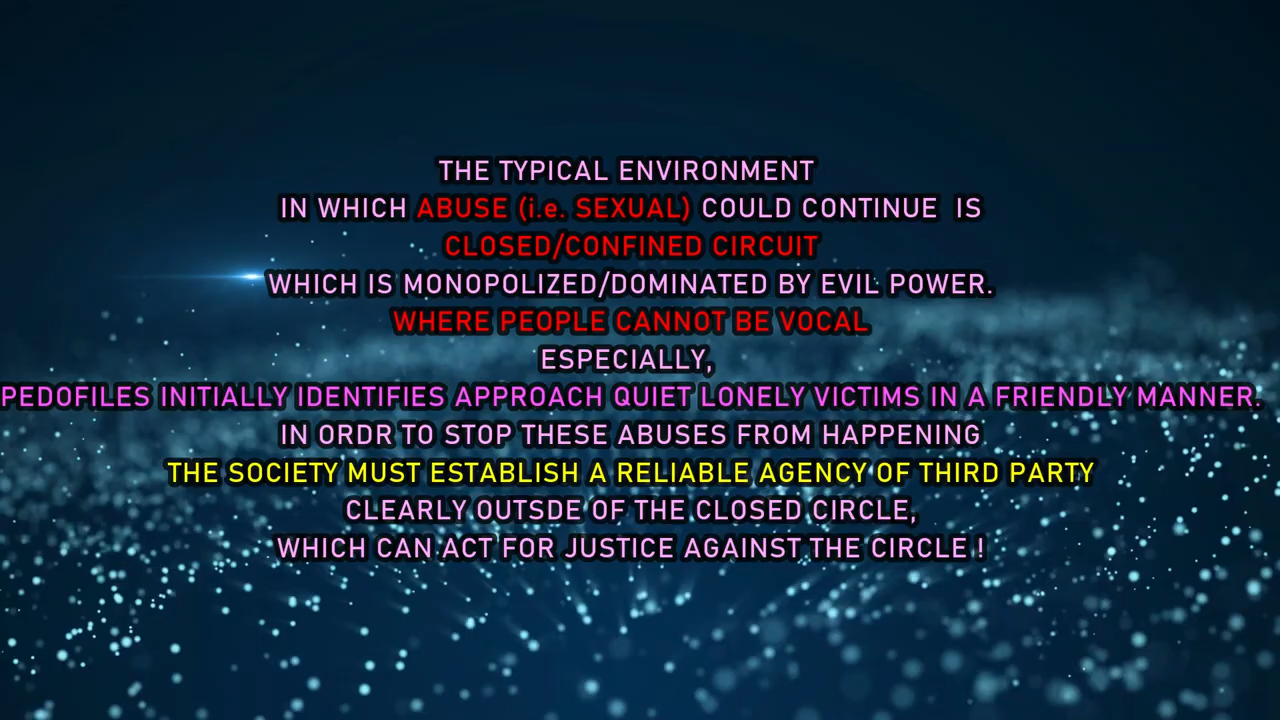 THE TYPICAL ENVIRONMENT
IN WHICH ABUSE (i.e. SEXUAL) COULD CONTINUE  IS
CLOSED/CONFINED CIRCUIT
WHICH IS MONOPOLIZED/DOMINATED BY EVIL POWER.
WHERE PEOPLE CANNOT BE VOCAL
ESPECIALLY,
PEDOFILES INITIALLY IDENTIFIES APPROACH QUIET LONELY VICTIMS IN A FRIENDLY MANNER.
IN ORDR TO STOP THESE ABUSES FROM HAPPENING
THE SOCIETY MUST ESTABLISH A RELIABLE AGENCY OF THIRD PARTY
CLEARLY OUTSDE OF THE CLOSED CIRCLE,
WHICH CAN ACT FOR JUSTICE AGAINST THE CIRCLE !